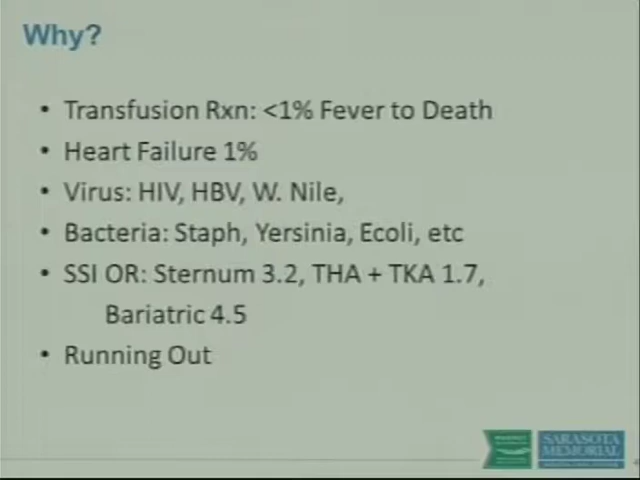 Why?
• Transfusion Rxn: <1% Fever to Death
• Heart Failure 1%
• Virus: HIV, HBV, W. Nile,
• Bacteria: Staph, Yersinia, Ecoli, etc
• SSI OR: Sternum 3.2, THA + TKA 1.7,
Bariatric 4.5
• Running Out
SARASOTA
MEMORIAL